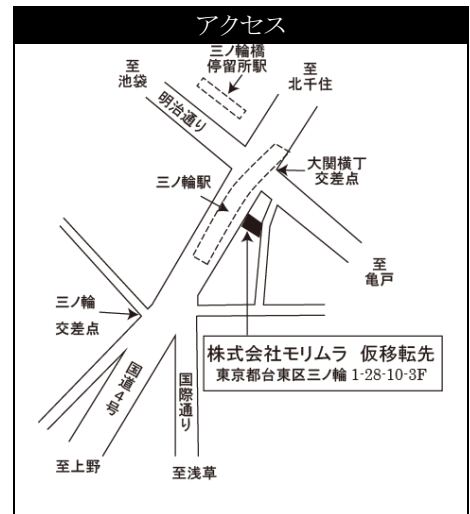 アクセス
三ノ輪橋
停留所駅
至
池袋
至
北千住
明治通り
大関横丁
交差点
三ノ輪駅
至
亀戸
三ノ輪
交差点
株式会社モリムラ 仮移転先
東京都台東区三ノ輪 1-28-10-3F
国道4号
国際通り
至上野
至浅草